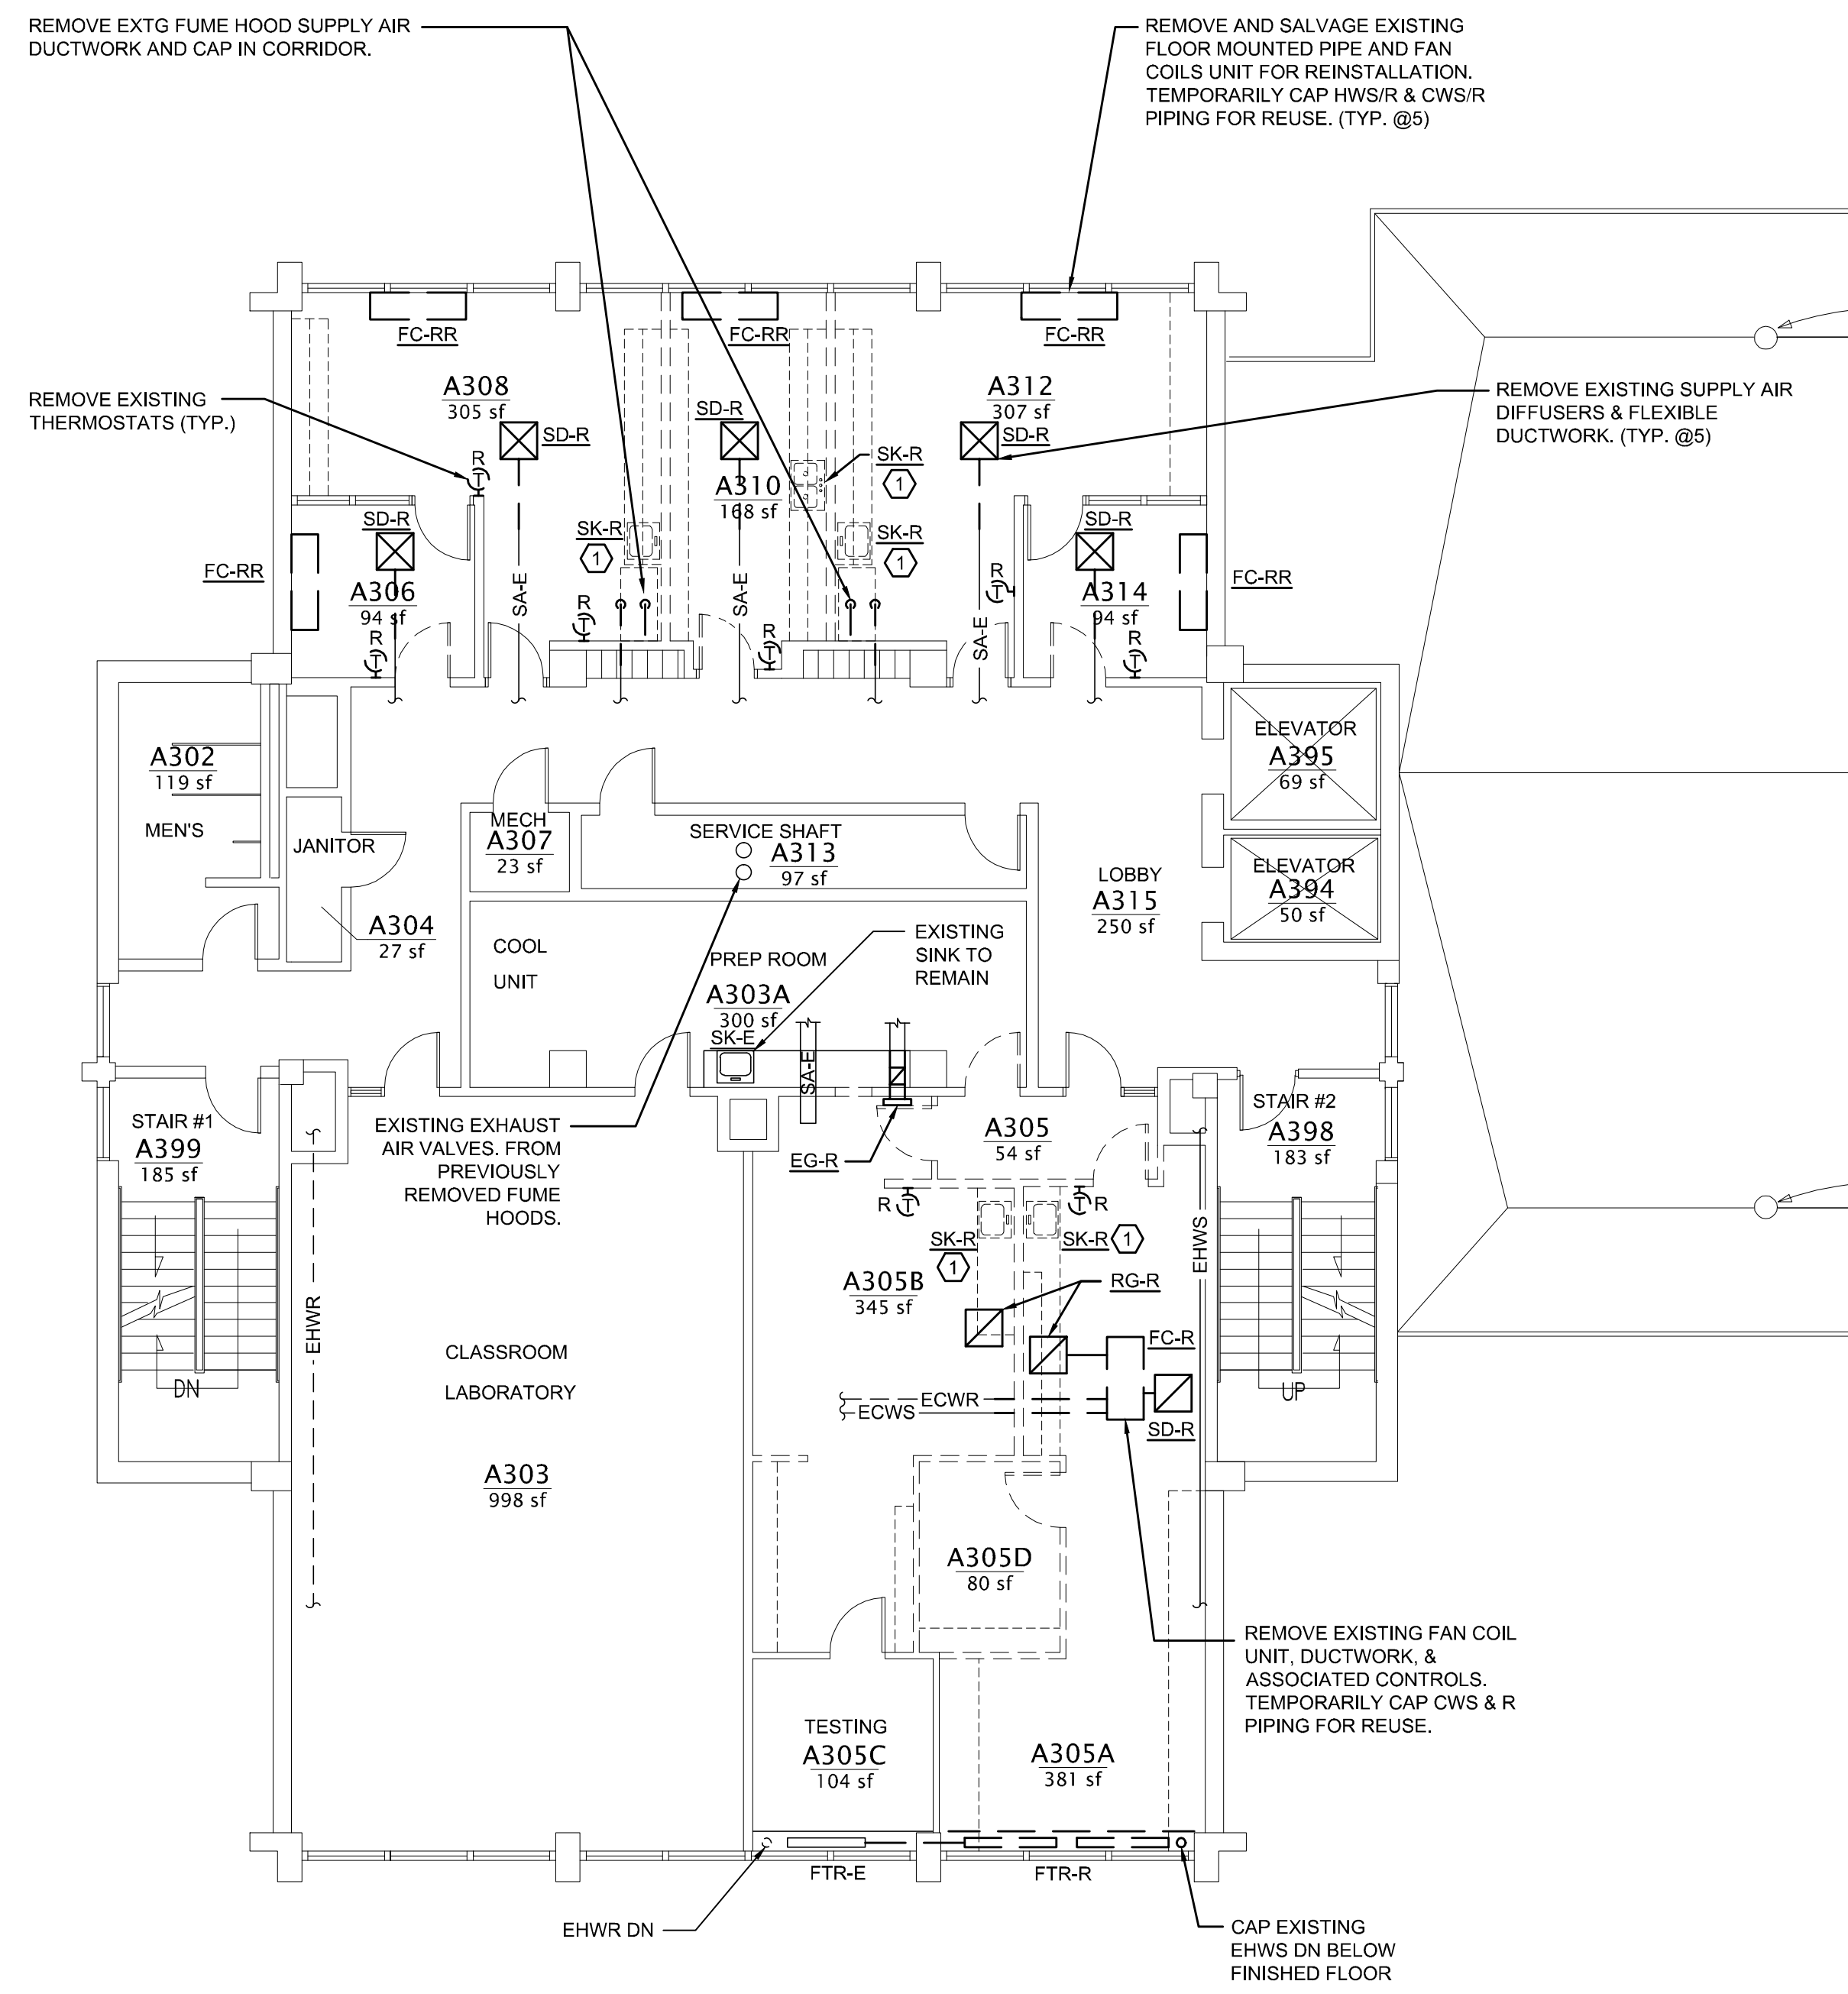 REMOVE EXTG FUME HOOD SUPPLY AIR
DUCTWORK AND CAP IN CORRIDOR.
REMOVE AND SALVAGE EXISTING
FLOOR MOUNTED PIPE AND FAN
COILS UNIT FOR REINSTALLATION.
TEMPORARILY CAP HWS/R & CWS/R
PIPING FOR REUSE. (TYP. @5)
FC-RR
FC-RR
FC-RR
REMOVE EXISTING
THERMOSTATS (TYP.)
A308
305 sf
SD-R
SD-R
A312
307 sf
SD-R
REMOVE EXISTING SUPPLY AIR
DIFFUSERS & FLEXIBLE
DUCTWORK. (TYP. @5)
R
T
A310
168 sf
SK-R
1
SD-R
SK-R
1
SK-R
1
SD-R
FC-RR
FC-RR
A306
94 sf
SA-E
SA-E
SA-E
A314
94 sf
R
T
R
T
R
T
R
T
R
T
A302
119 sf
MEN'S
JANITOR
A304
27 sf
MECH
A307
23 sf
SERVICE SHAFT
A313
97 sf
LOBBY
A315
250 sf
ELEVATOR
A395
69 sf
ELEVATOR
A394
50 sf
COOL
UNIT
PREP ROOM
A303A
300 sf
SK-E
EXISTING
SINK TO
REMAIN
SA-E
STAIR #1
A399
185 sf
EXISTING EXHAUST
AIR VALVES. FROM
PREVIOUSLY
REMOVED FUME
HOODS.
EG-R
A305
54 sf
STAIR #2
A398
183 sf
R
T
T
R
SK-R
1
SK-R
1
EHWS
EHWR
A305B
345 sf
RG-R
FC-R
CLASSROOM
LABORATORY
ECWR
ECWS
SD-R
DN
UP
A303
998 sf
A305D
80 sf
REMOVE EXISTING FAN COIL
UNIT, DUCTWORK, &
ASSOCIATED CONTROLS.
TEMPORARILY CAP CWS & R
PIPING FOR REUSE.
TESTING
A305C
104 sf
A305A
381 sf
FTR-E
FTR-R
EHWR DN
CAP EXISTING
EHWS DN BELOW
FINISHED FLOOR